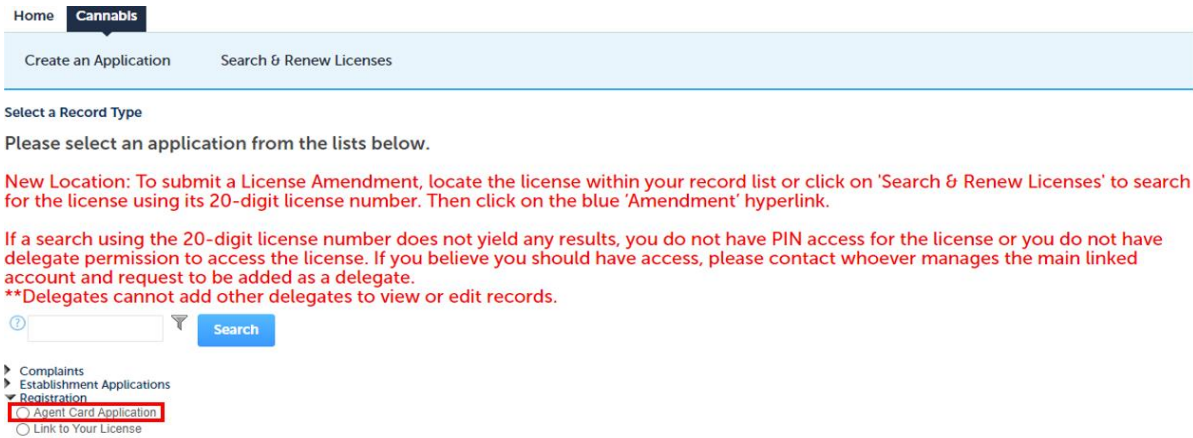 Home Cannabis
Create an Application Search & Renew Licenses
Select a Record Type
Please select an application from the lists below.
New Location: To submit a License Amendment, locate the license within your record list or click on 'Search & Renew Licenses' to search
for the license using its 20-digit license number. Then click on the blue 'Amendment' hyperlink.
If a search using the 20-digit license number does not yield any results, you do not have PIN access for the license or you do not have
delegate permission to access the license. If you believe you should have access, please contact whoever manages the main linked
account and request to be added as a delegate.
**Delegates cannot add other delegates to view or edit records.
? Search
Complaints
Establishment Applications
Registration
Agent Card Application
Link to Your License